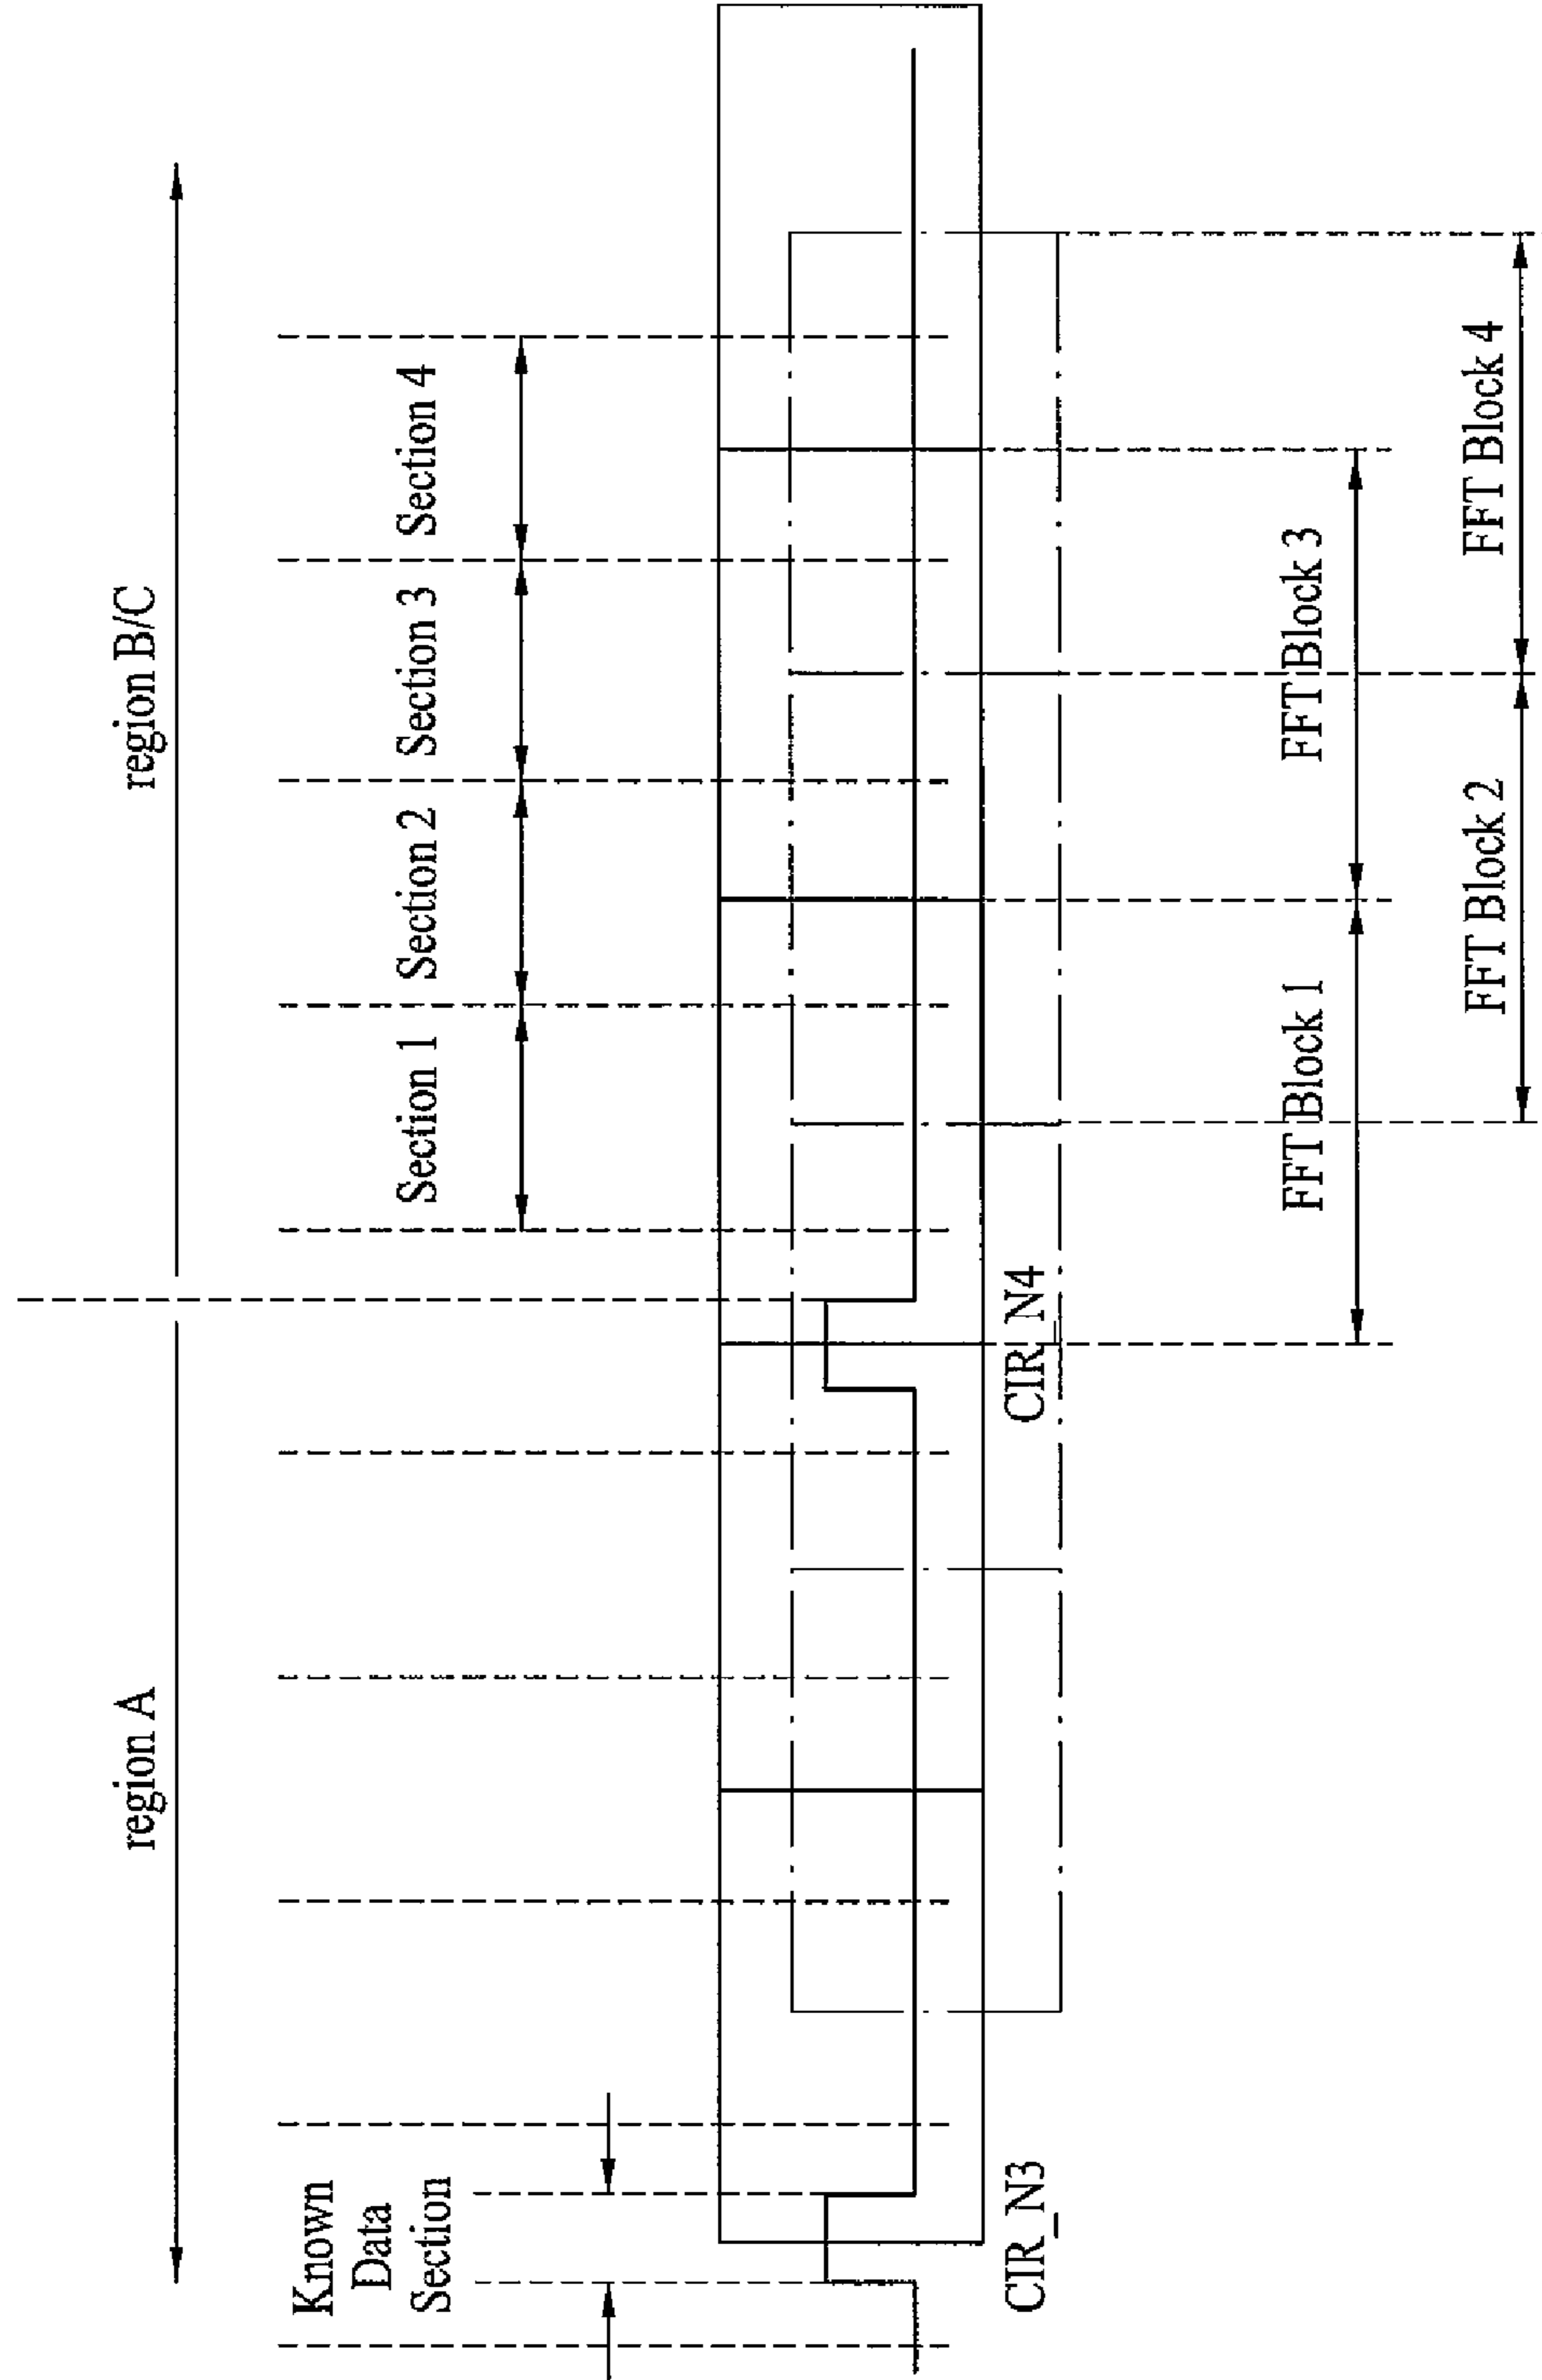 region A
region B/C
Known
Data
Section
Section 1
Section 2
Section 3
Section 4
CIR_N3
CIR_N4
FFT Block 1
FFT Block 3
FFT Block 2
FFT Block 4